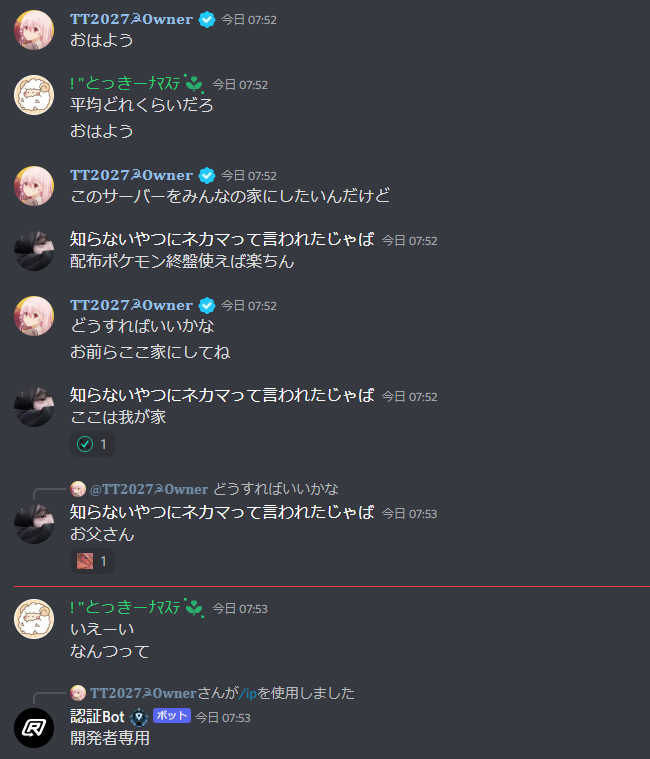 TT2027☭Owner 今日 07:52
おはよう
! "とっきーﾅﾏｽﾃ 今日 07:52
平均どれくらいだろ
おはよう
TT2027☭Owner 今日 07:52
このサーバーをみんなの家にしたいんだけど
知らないやつにネカマって言われたじゃぱ 今日 07:52
配布ポケモン終盤使えば楽ちん
TT2027☭Owner 今日 07:52
どうすればいいかな
お前らここ家にしてね
知らないやつにネカマって言われたじゃぱ 今日 07:52
ここは我が家
1
@TT2027☭Owner どうすればいいかな
知らないやつにネカマって言われたじゃぱ 今日 07:53
お父さん
1
! "とっきーﾅﾏｽﾃ 今日 07:53
いえーい
なんつって
TT2027☭Ownerさんが/ipを使用しました
認証Bot ボット 今日 07:53
開発者専用